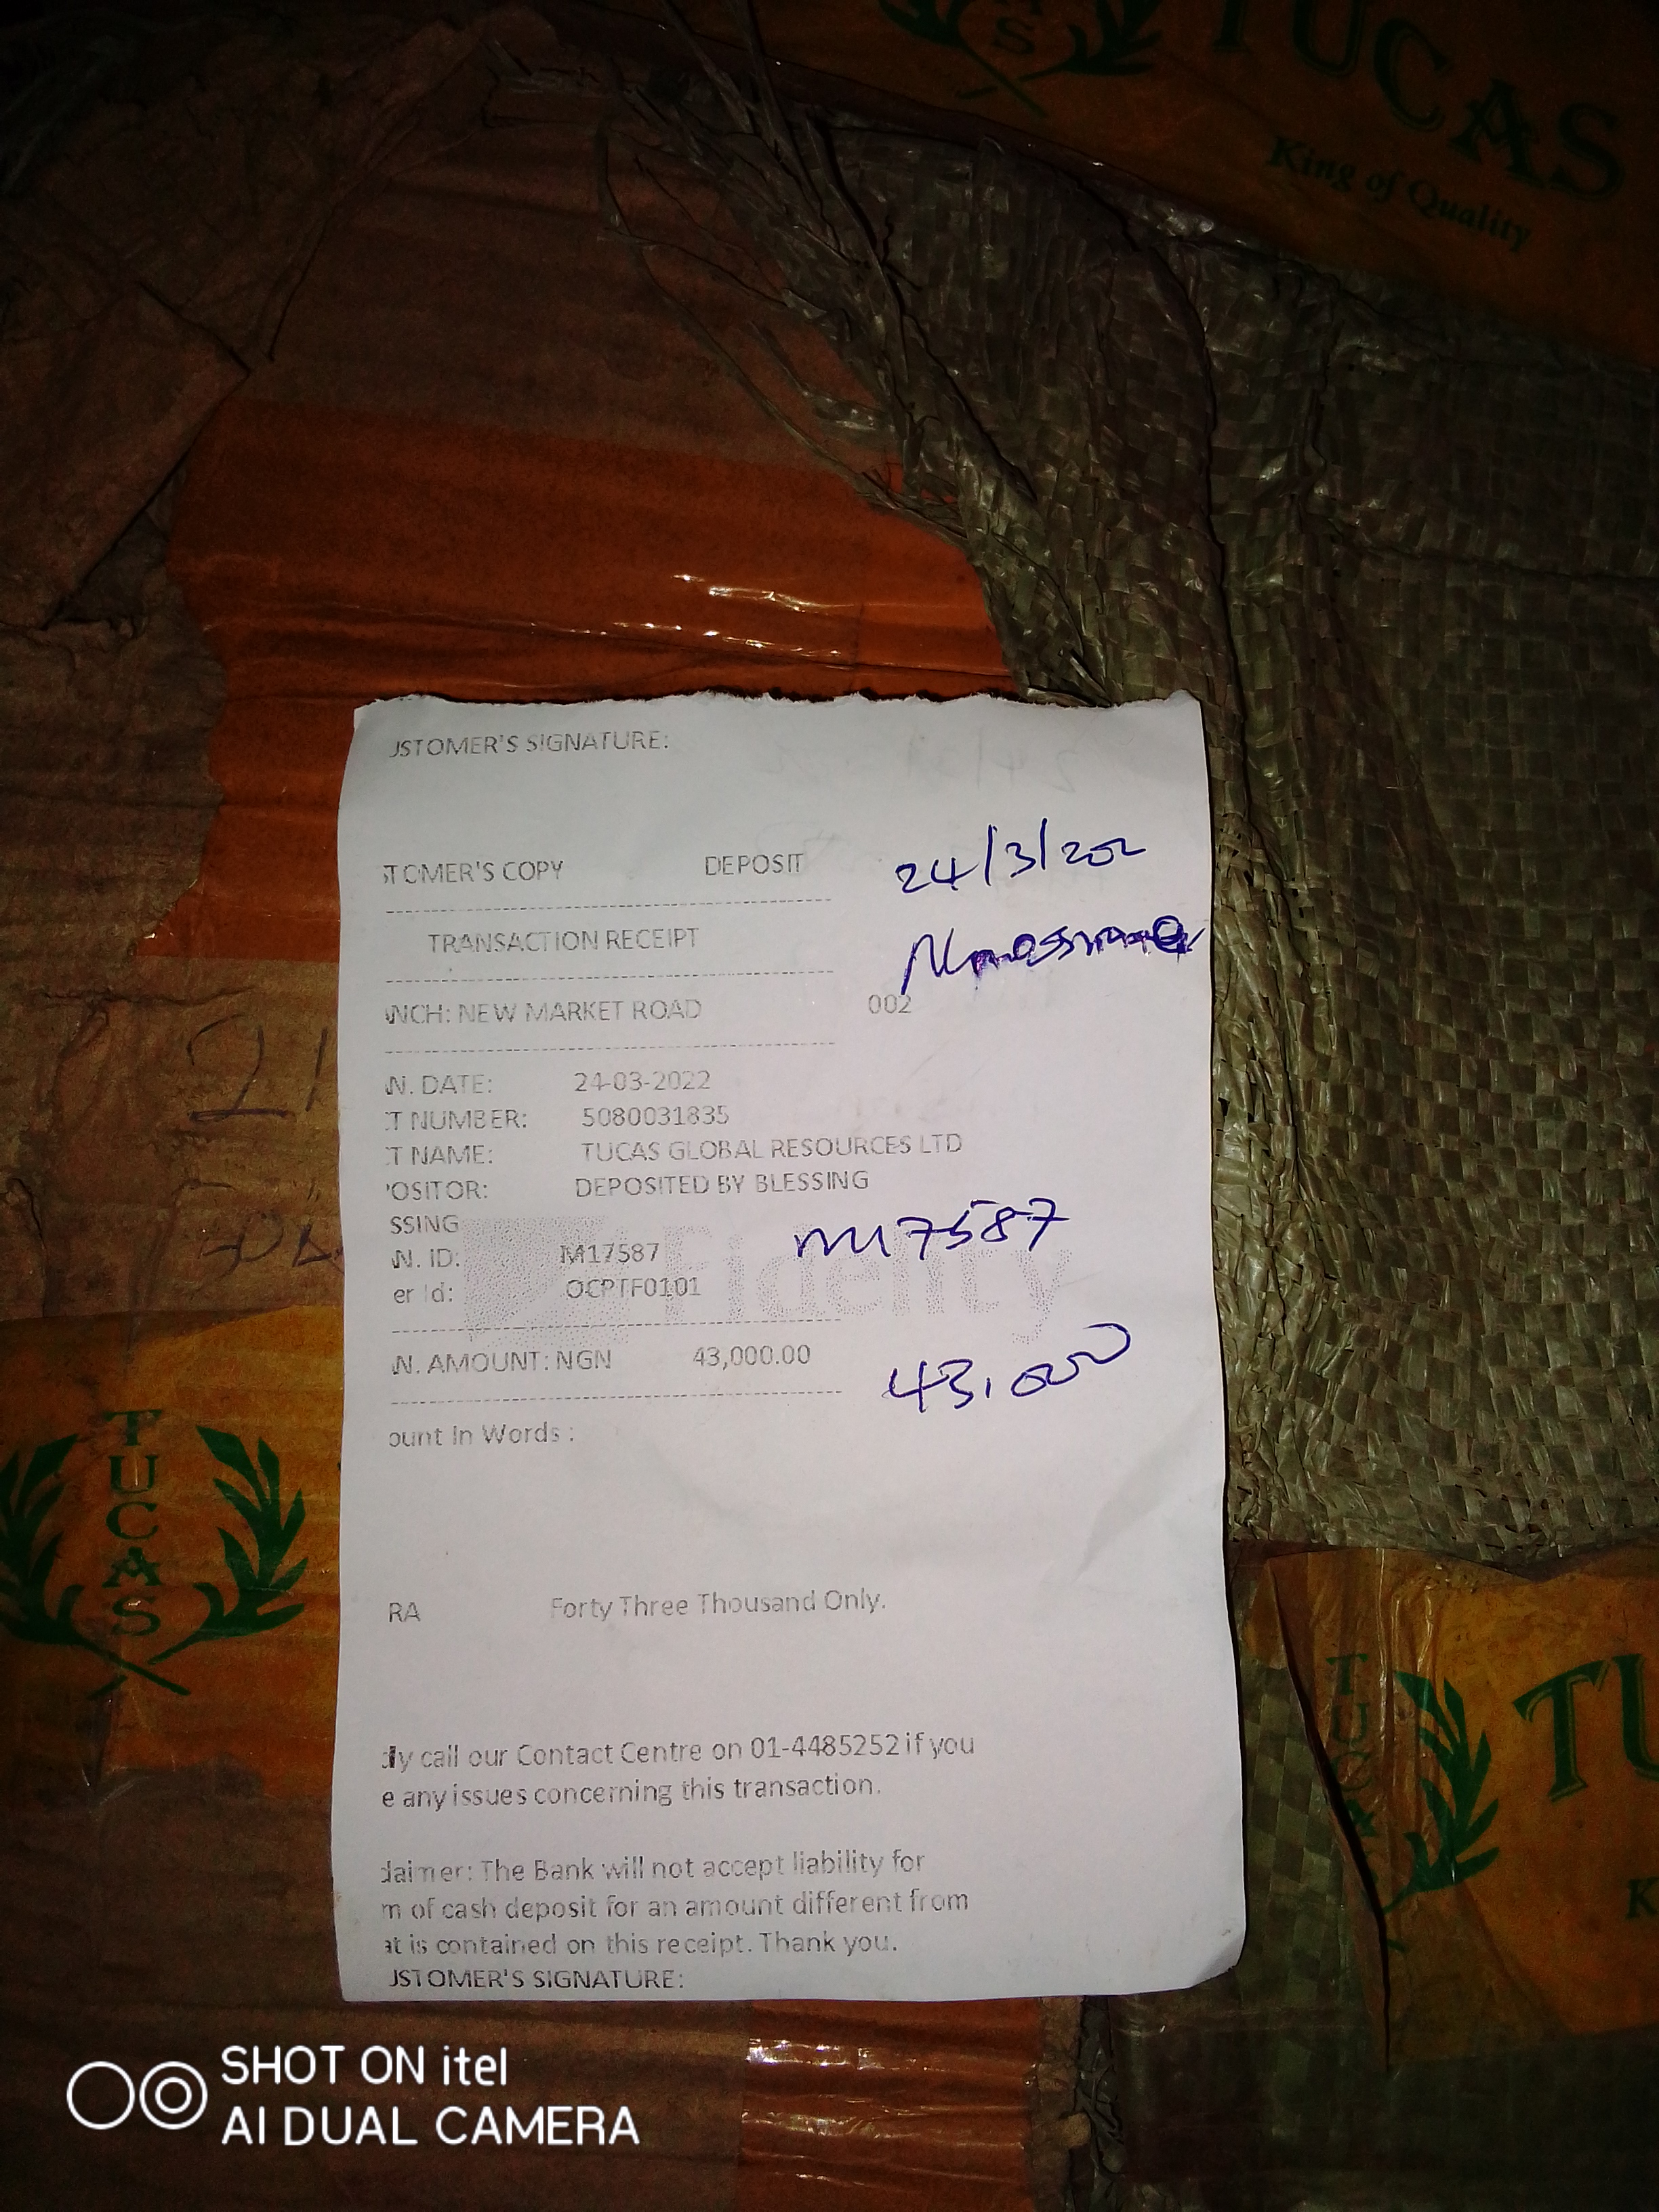 TUCAS
King of Quality
S
JSTOMER'S SIGNATURE:
STOMER'S COPY DEPOSIT 24/3/202
TRANSACTION RECEIPT
NCH: NEW MARKET ROAD 002
N. DATE: 24-03-2022
T NUMBER: 5080031835
T NAME: TUCAS GLOBAL RESOURCES LTD
OSITOR: DEPOSITED BY BLESSING
SSING
N. ID: M17587 M17587
er Id: OCPTF0101
Fidelity
N. AMOUNT: NGN 43,000.00 43,000
ount In Words :
RA Forty Three Thousand Only.
dly call our Contact Centre on 01-4485252 if you
e any issues concerning this transaction.
claimer: The Bank will not accept liability for
m of cash deposit for an amount different from
at is contained on this receipt. Thank you.
JSTOMER'S SIGNATURE:
TUCAS
TUCAS
TU
K
SHOT ON itel
AI DUAL CAMERA